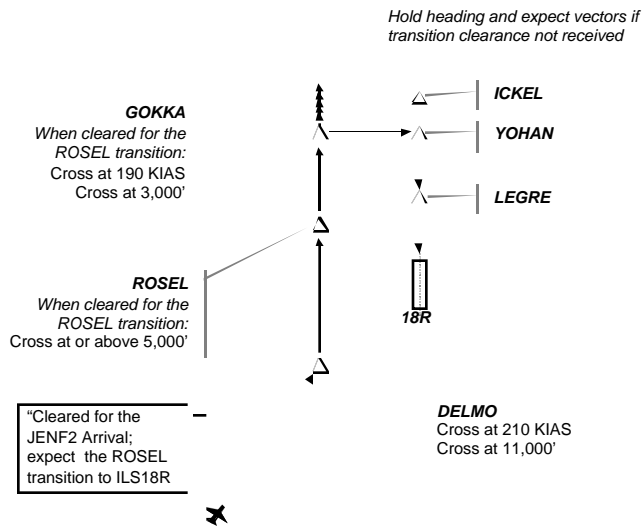 Hold heading and expect vectors if
transition clearance not received
GOKKA
When cleared for the
ROSEL transition:
Cross at 190 KIAS
Cross at 3,000’
ICKEL
YOHAN
LEGRE
ROSEL
When cleared for the
ROSEL transition:
Cross at or above 5,000’
18R
“Cleared for the
JENF2 Arrival;
expect the ROSEL
transition to ILS18R
DELMO
Cross at 210 KIAS
Cross at 11,000’